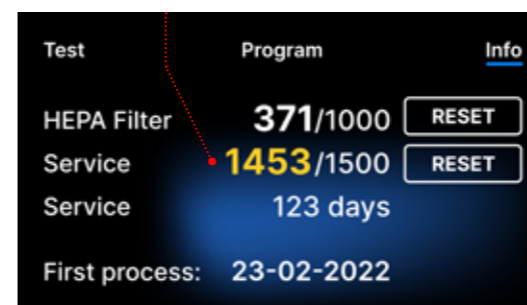 Test Program Info
HEPA Filter 371/1000 RESET
Service 1453/1500 RESET
Service 123 days
First process: 23-02-2022